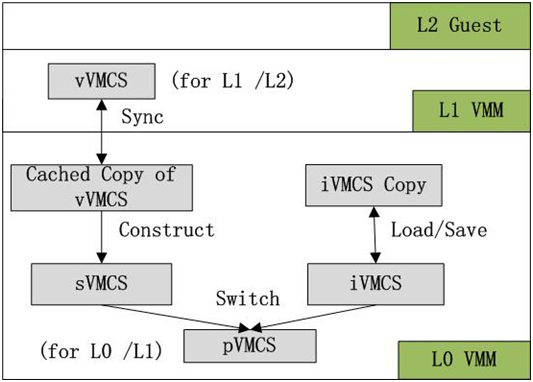 L2 Guest
vVMCS
(for L1 /L2)
L1 VMM
Sync
Cached Copy of
vVMCS
iVMCS Copy
Construct
Load/Save
sVMCS
iVMCS
Switch
(for L0 /L1)
pVMCS
L0 VMM